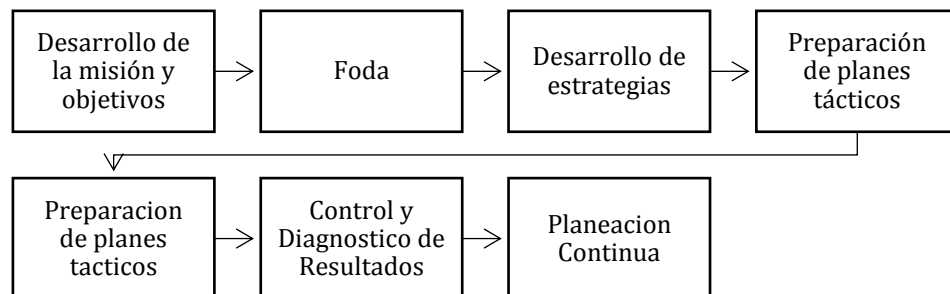 Desarrollo de
la misión y
objetivos
Foda
Desarrollo de
estrategias
Preparación
de planes
tácticos
Preparacion
de planes
tacticos
Control y
Diagnostico de
Resultados
Planeacion
Continua